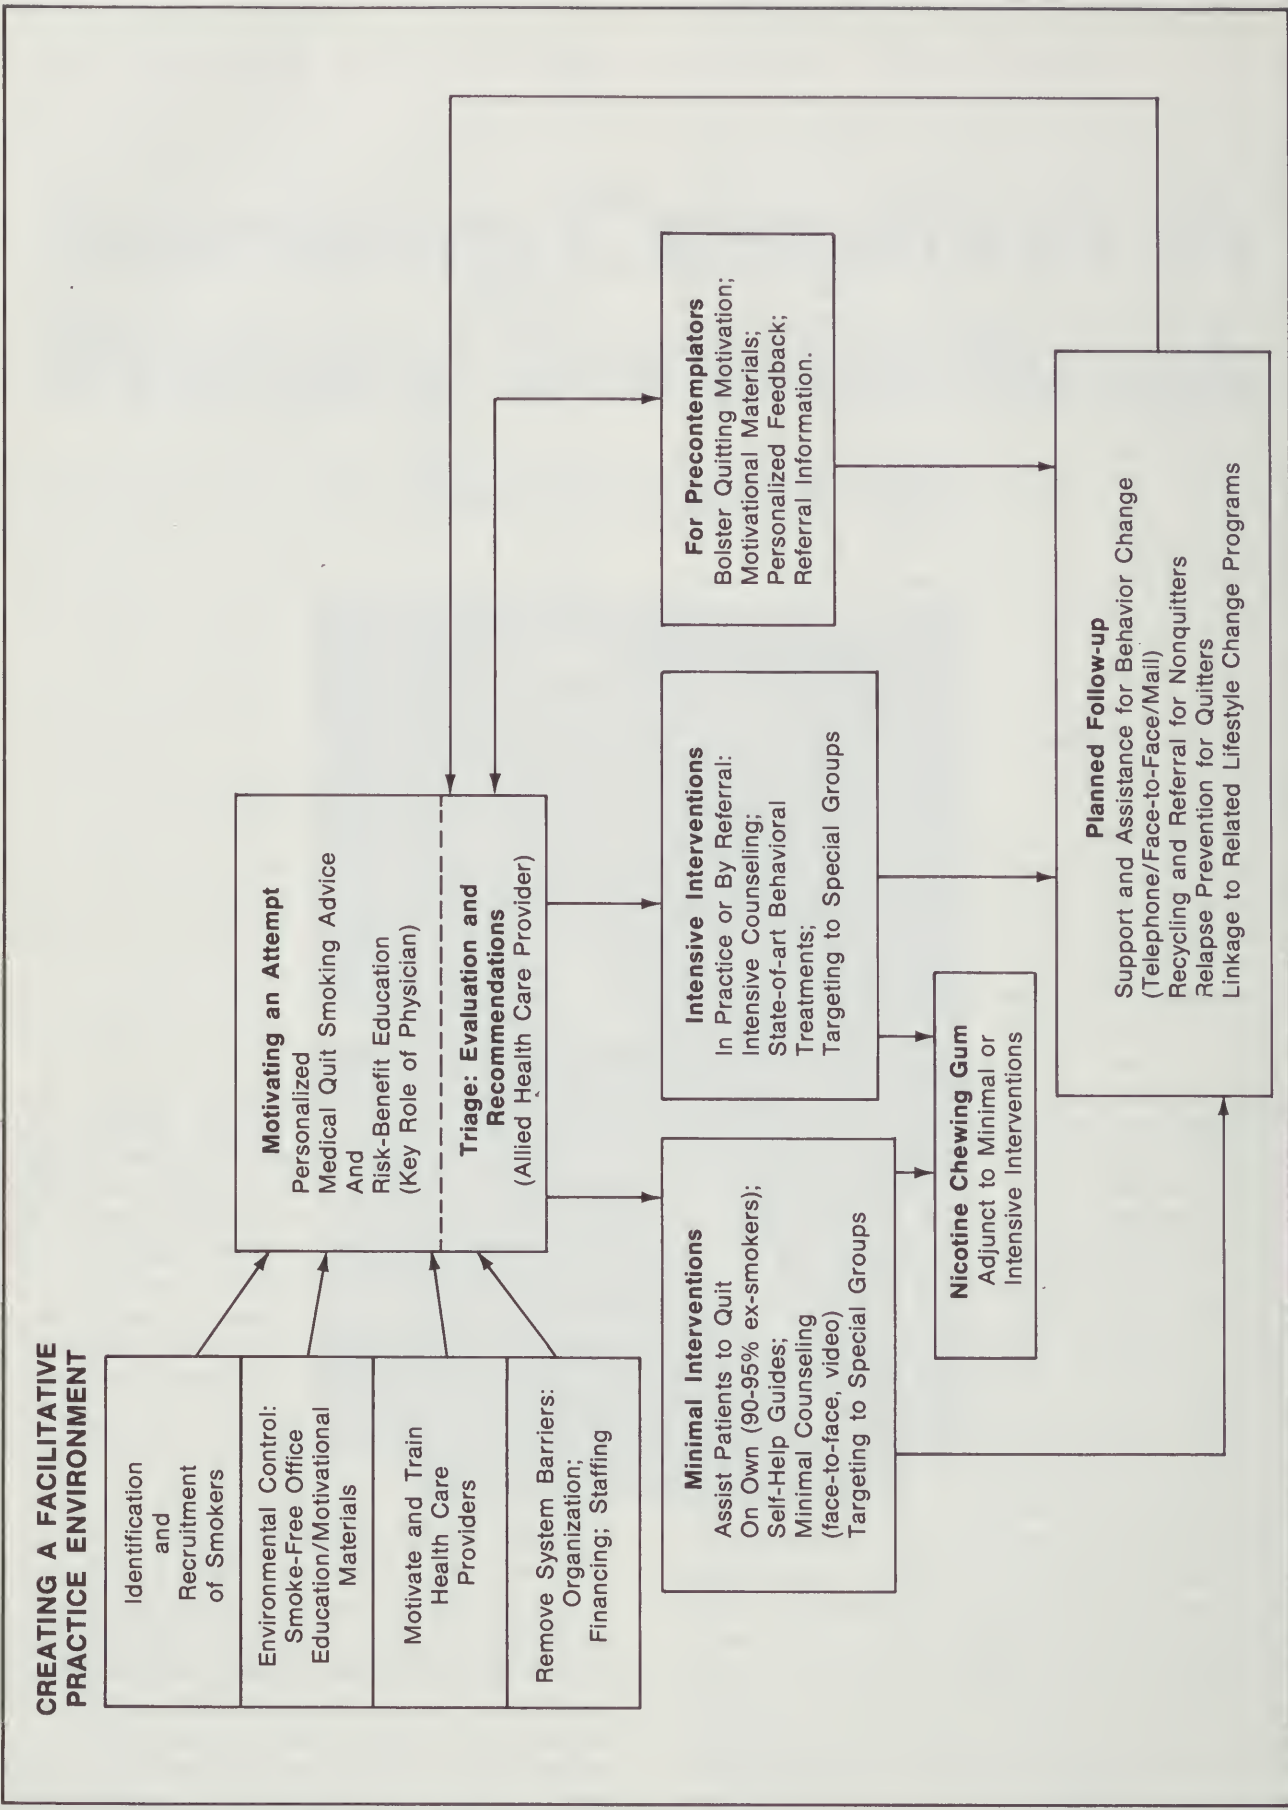 CREATING A FACILITATIVE
PRACTICE ENVIRONMENT
Identification
and
Recruitment
of Smokers
Environmental Control:
Smoke-Free Office
Education/Motivational
Materials
Motivate and Train
Health Care
Providers
Remove System Barriers:
Organization;
Financing; Staffing
Motivating an Attempt
Personalized
Medical Quit Smoking Advice
And
Risk-Benefit Education
(Key Role of Physician)
Triage: Evaluation and
Recommendations
(Allied Health Care Provider)
Minimal Interventions
Assist Patients to Quit
On Own (90-95% ex-smokers);
Self-Help Guides;
Minimal Counseling
(face-to-face, video)
Targeting to Special Groups
Intensive Interventions
In Practice or By Referral:
Intensive Counseling;
State-of-art Behavioral
Treatments;
Targeting to Special Groups
For Precontemplators
Bolster Quitting Motivation;
Motivational Materials;
Personalized Feedback;
Referral Information.
Nicotine Chewing Gum
Adjunct to Minimal or
Intensive Interventions
Planned Follow-up
Support and Assistance for Behavior Change
(Telephone/Face-to-Face/Mail)
Recycling and Referral for Nonquitters
Relapse Prevention for Quitters
Linkage to Related Lifestyle Change Programs